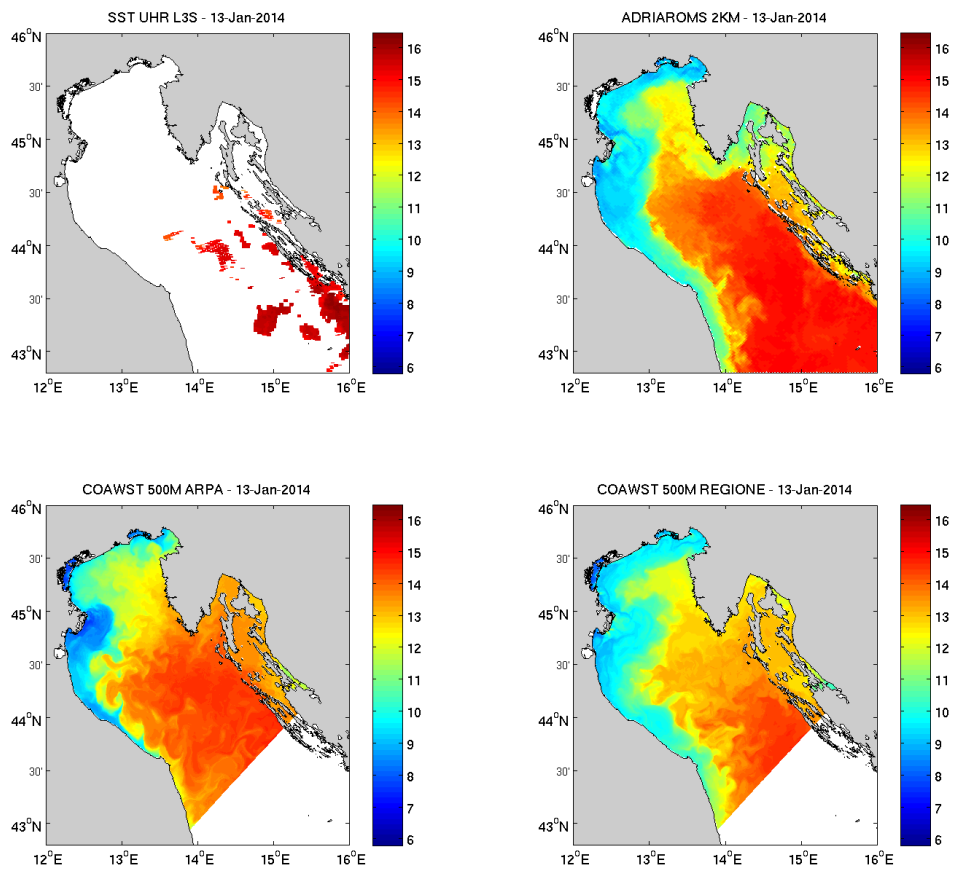 SST UHR L3S - 13-Jan-2014
46°N
30'
45°N
30'
44°N
30'
43°N
12°E 13°E 14°E 15°E 16°E
16
15
14
13
12
11
10
9
8
7
6
ADRIAROMS 2KM - 13-Jan-2014
46°N
30'
45°N
30'
44°N
30'
43°N
12°E 13°E 14°E 15°E 16°E
16
15
14
13
12
11
10
9
8
7
6
COAWST 500M ARPA - 13-Jan-2014
46°N
30'
45°N
30'
44°N
30'
43°N
12°E 13°E 14°E 15°E 16°E
16
15
14
13
12
11
10
9
8
7
6
COAWST 500M REGIONE - 13-Jan-2014
46°N
30'
45°N
30'
44°N
30'
43°N
12°E 13°E 14°E 15°E 16°E
16
15
14
13
12
11
10
9
8
7
6